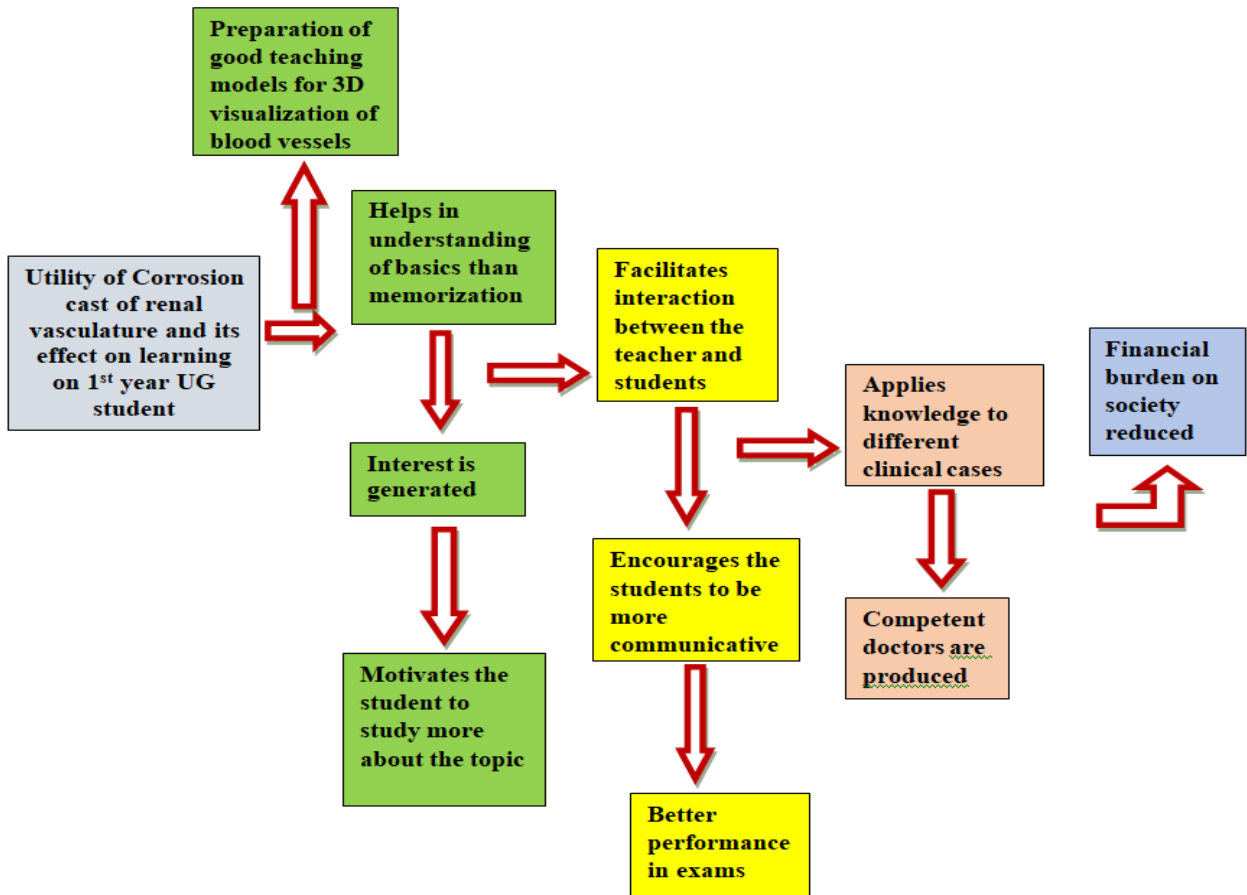 Preparation of
good teaching
models for 3D
visualization of
blood vessels
Utility of Corrosion
cast of renal
vasculature and its
effect on learning
on 1st year UG
student
Helps in
understanding
of basics than
memorization
Interest is
generated
Motivates the
student to
study more
about the topic
Facilitates
interaction
between the
teacher and
students
Encourages the
students to be
more
communicative
Better
performance
in exams
Applies
knowledge to
different
clinical cases
Competent
doctors are
produced
Financial
burden on
society
reduced